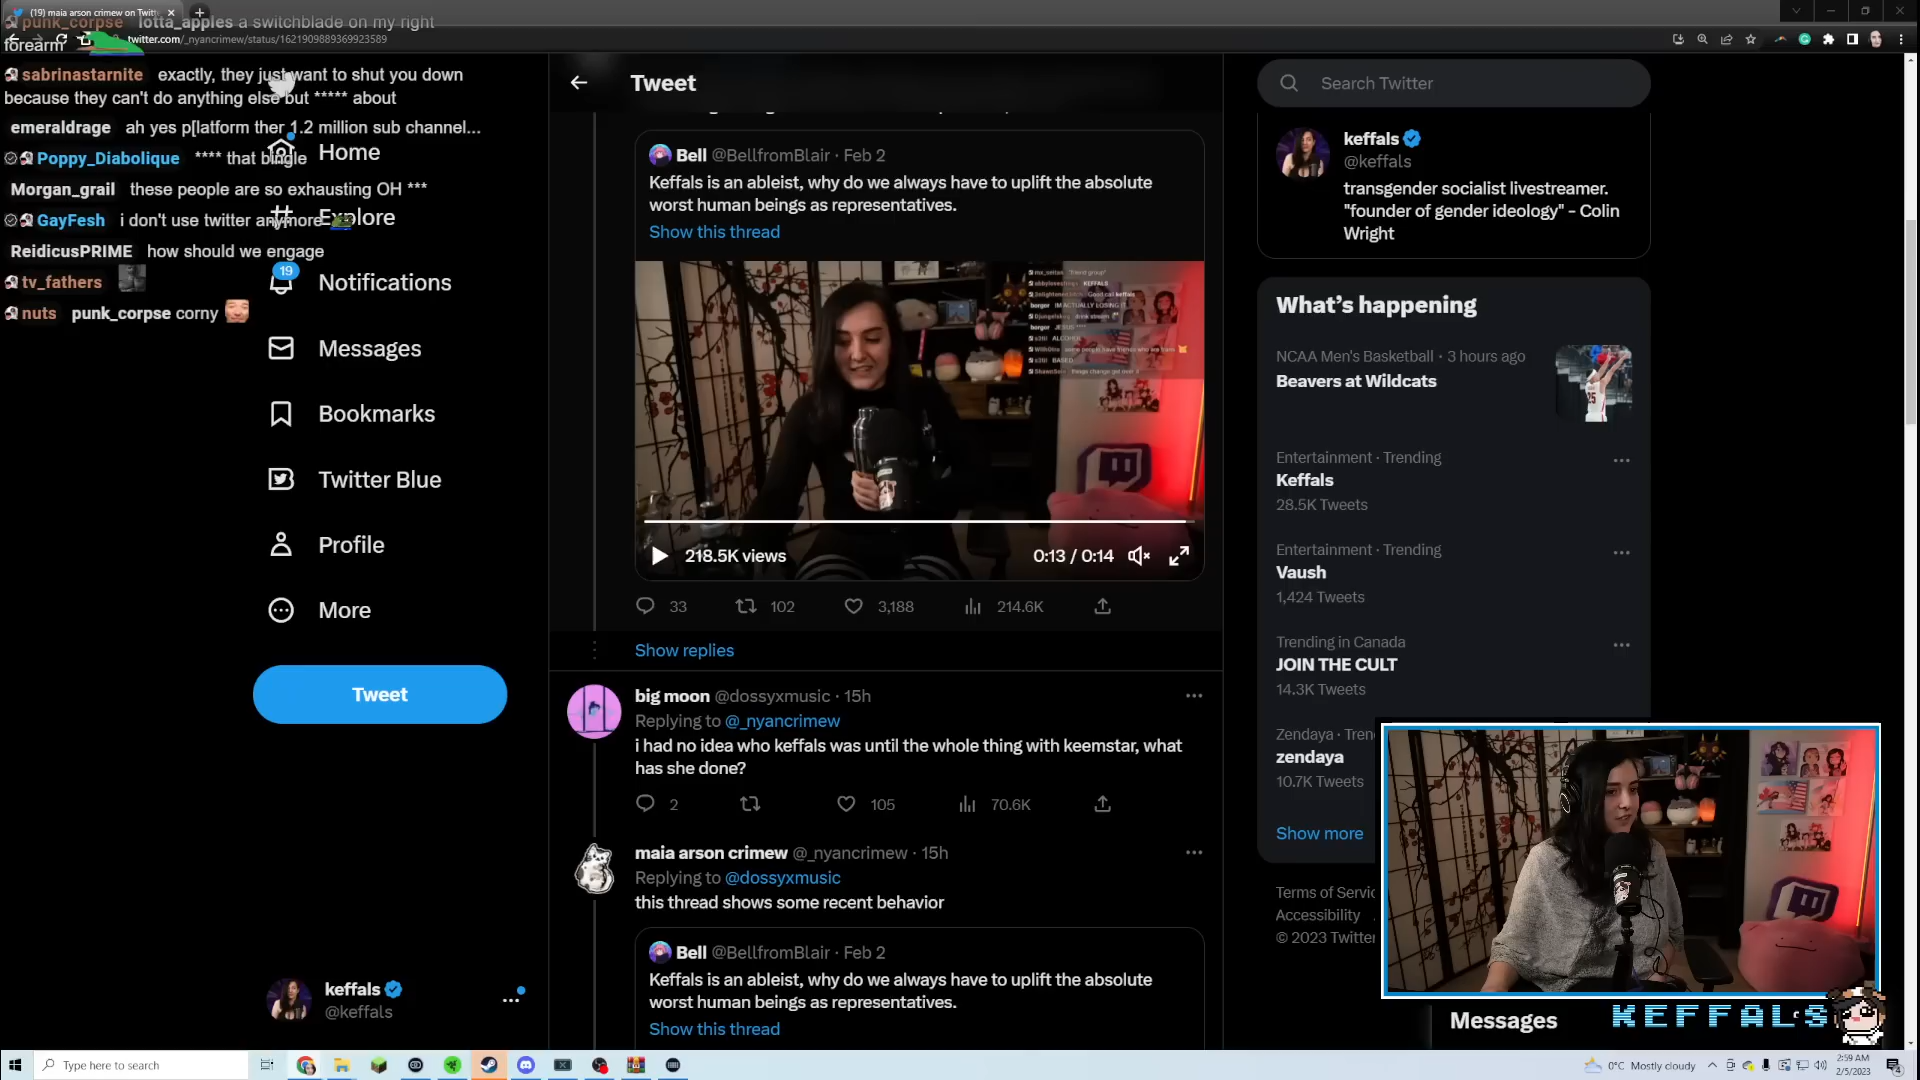 (19) maia arson crimew on Twit
punk_corpse lotta_apples a switchblade on my right
forearm
twitter.com/_nyancrimew/status/1621909889369923589
sabrinastarnite exactly, they just want to shut you down
because they can't do anything else but ***** about
emeraldrage ah yes p[latform ther 1.2 million sub channel...
Poppy_Diabolique **** that bingle
Morgan_grail these people are so exhausting OH ***
GayFesh i don't use twitter anymore
ReidicusPRIME how should we engage
tv_fathers
nuts punk_corpse corny
Home
Explore
19
Notifications
Messages
Bookmarks
Twitter Blue
Profile
More
Tweet
keffals
@keffals
Tweet
Bell @BellfromBlair · Feb 2
Keffals is an ableist, why do we always have to uplift the absolute
worst human beings as representatives.
Show this thread
218.5K views
0:13 / 0:14
33
102
3,188
214.6K
Show replies
big moon @dossyxmusic · 15h
Replying to @_nyancrimew
i had no idea who keffals was until the whole thing with keemstar, what
has she done?
2
105
70.6K
maia arson crimew @_nyancrimew · 15h
Replying to @dossyxmusic
this thread shows some recent behavior
Bell @BellfromBlair · Feb 2
Keffals is an ableist, why do we always have to uplift the absolute
worst human beings as representatives.
Show this thread
Search Twitter
keffals
@keffals
transgender socialist livestreamer.
"founder of gender ideology" - Colin
Wright
What's happening
NCAA Men's Basketball · 3 hours ago
Beavers at Wildcats
Entertainment · Trending
Keffals
28.5K Tweets
Entertainment · Trending
Vaush
1,424 Tweets
Trending in Canada
JOIN THE CULT
14.3K Tweets
Zendaya · Tren
zendaya
10.7K Tweets
Show more
Terms of Servic
Accessibility
© 2023 Twitter
Messages
KEFFALS
Type here to search
0°C Mostly cloudy
2:59 AM
2/5/2023